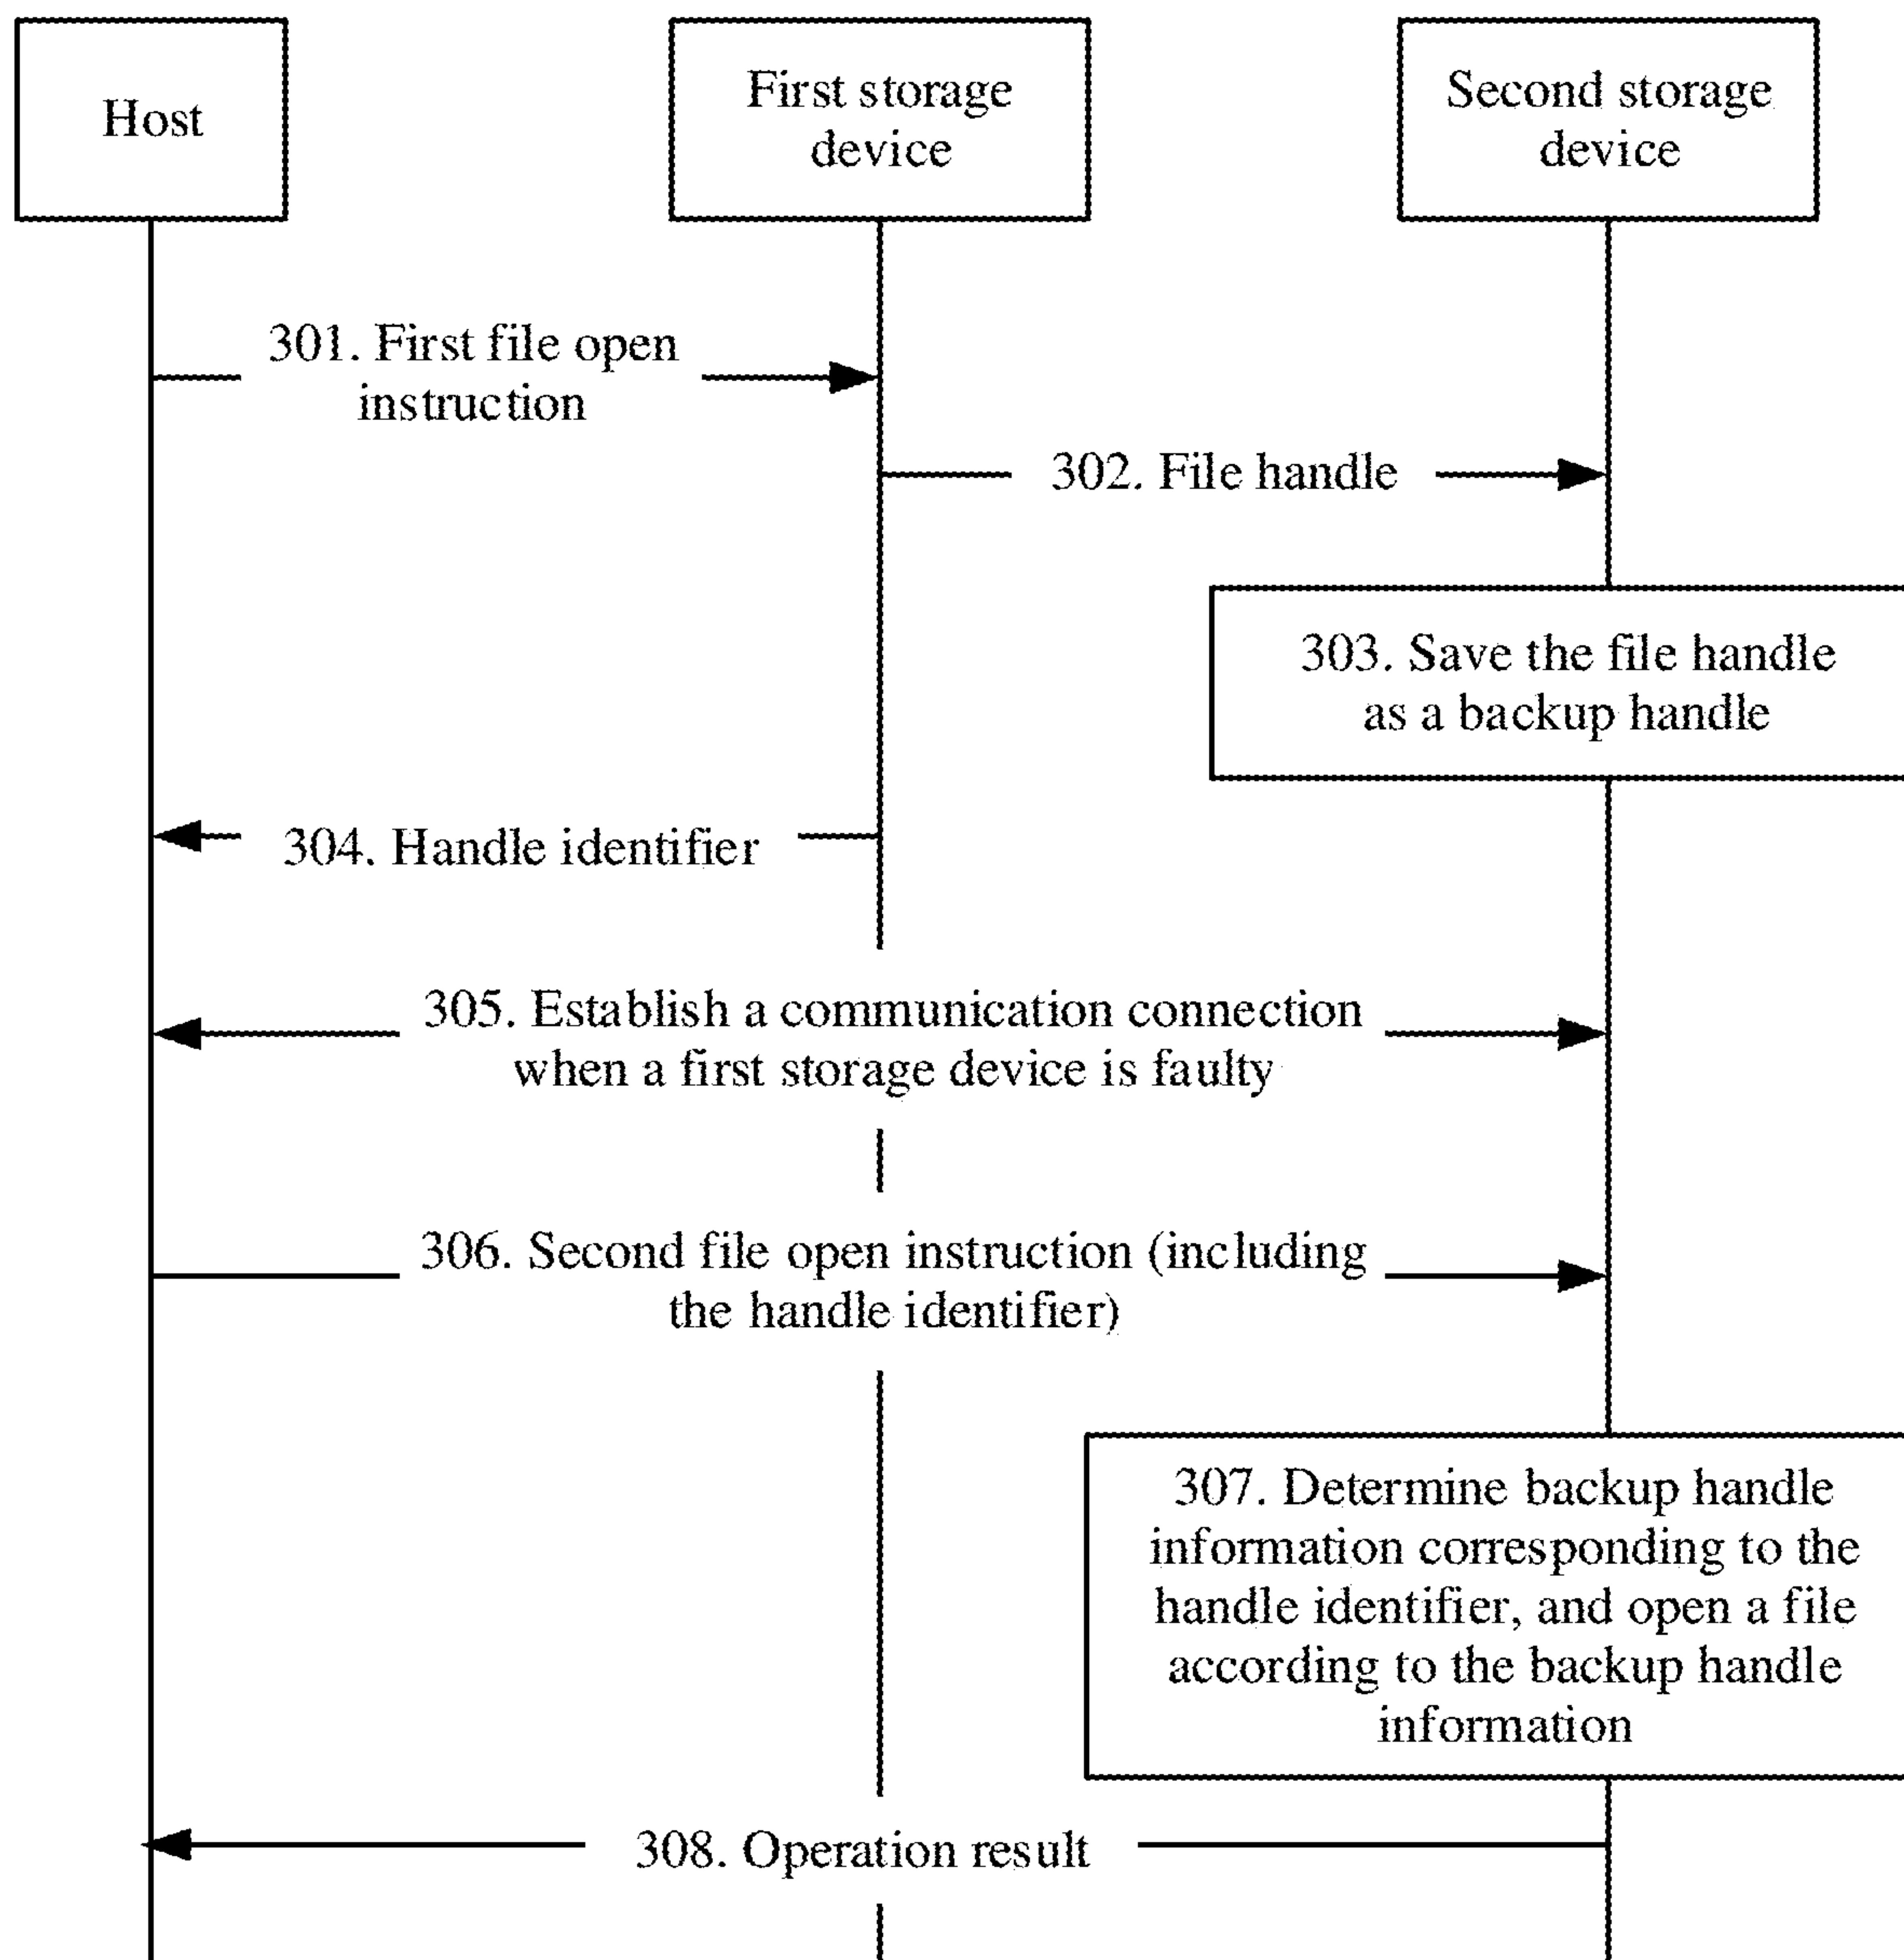 Host
First storage
device
Second storage
device
301. First file open
instruction
302. File handle
303. Save the file handle
as a backup handle
304. Handle identifier
305. Establish a communication connection
when a first storage device is faulty
306. Second file open instruction (including
the handle identifier)
307. Determine backup handle
information corresponding to the
handle identifier, and open a file
according to the backup handle
information
308. Operation result